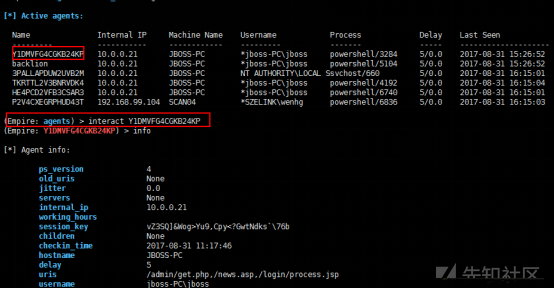 [*] Active agents:
Name Internal IP Machine Name Username Process Delay Last Seen
--------- ----------- ------------ --------- ------- ----- --------------------
Y1DMVFG4CGKB24KP 10.0.0.21 JBOSS-PC *jboss-PC\jboss powershell/3284 5/0.0 2017-08-31 15:26:52
backlion 10.0.0.21 JBOSS-PC *jboss-PC\jboss powershell/5104 5/0.0 2017-08-31 15:26:52
3PALLAPDUW2UVB2M 10.0.0.21 JBOSS-PC NT AUTHORITY\LOCAL Ssvchost/660 5/0.0 2017-08-31 16:15:01
TKRTTL2V3BNRVDK4 10.0.0.21 JBOSS-PC *jboss-PC\jboss powershell/4192 5/0.0 2017-08-31 16:15:04
HE4PCD2VFB3CSAR3 10.0.0.21 JBOSS-PC *jboss-PC\jboss powershell/6740 5/0.0 2017-08-31 16:15:01
P2V4CXEGRPHUD43T 192.168.99.104 SCAN04 *SZELINK\wenhg powershell/6836 5/0.0 2017-08-31 16:15:03
(Empire: agents) > interact Y1DMVFG4CGKB24KP
(Empire: Y1DMVFG4CGKB24KP) > info
[*] Agent info:
ps_version 4
old_uris None
jitter 0.0
servers None
internal_ip 10.0.0.21
working_hours
session_key vZ3SQ]&Wog>Yu9,Cpy<?GwtNdks`\76b
children None
checkin_time 2017-08-31 11:17:46
hostname JBOSS-PC
delay 5
uris /admin/get.php,/news.asp,/login/process.jsp
username jboss-PC\jboss
先知社区